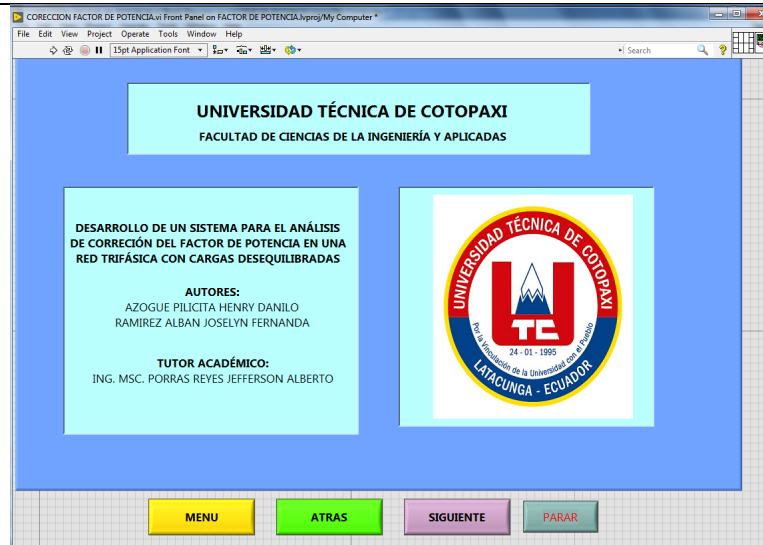 CORECCION FACTOR DE POTENCIA.vi Front Panel on FACTOR DE POTENCIA.lvproj/My Computer *
File Edit View Project Operate Tools Window Help
15pt Application Font
Search
UNIVERSIDAD TÉCNICA DE COTOPAXI
FACULTAD DE CIENCIAS DE LA INGENIERÍA Y APLICADAS
DESARROLLO DE UN SISTEMA PARA EL ANÁLISIS
DE CORRECIÓN DEL FACTOR DE POTENCIA EN UNA
RED TRIFÁSICA CON CARGAS DESEQUILIBRADAS
AUTORES:
AZOGUE PILICITA HENRY DANILO
RAMIREZ ALBAN JOSELYN FERNANDA
TUTOR ACADÉMICO:
ING. MSC. PORRAS REYES JEFFERSON ALBERTO
UNIVERSIDAD TÉCNICA DE COTOPAXI
UTC
24 - 01 - 1995
Por la Vinculación de la Universidad con el Pueblo
LATACUNGA - ECUADOR
MENU
ATRAS
SIGUIENTE
PARAR